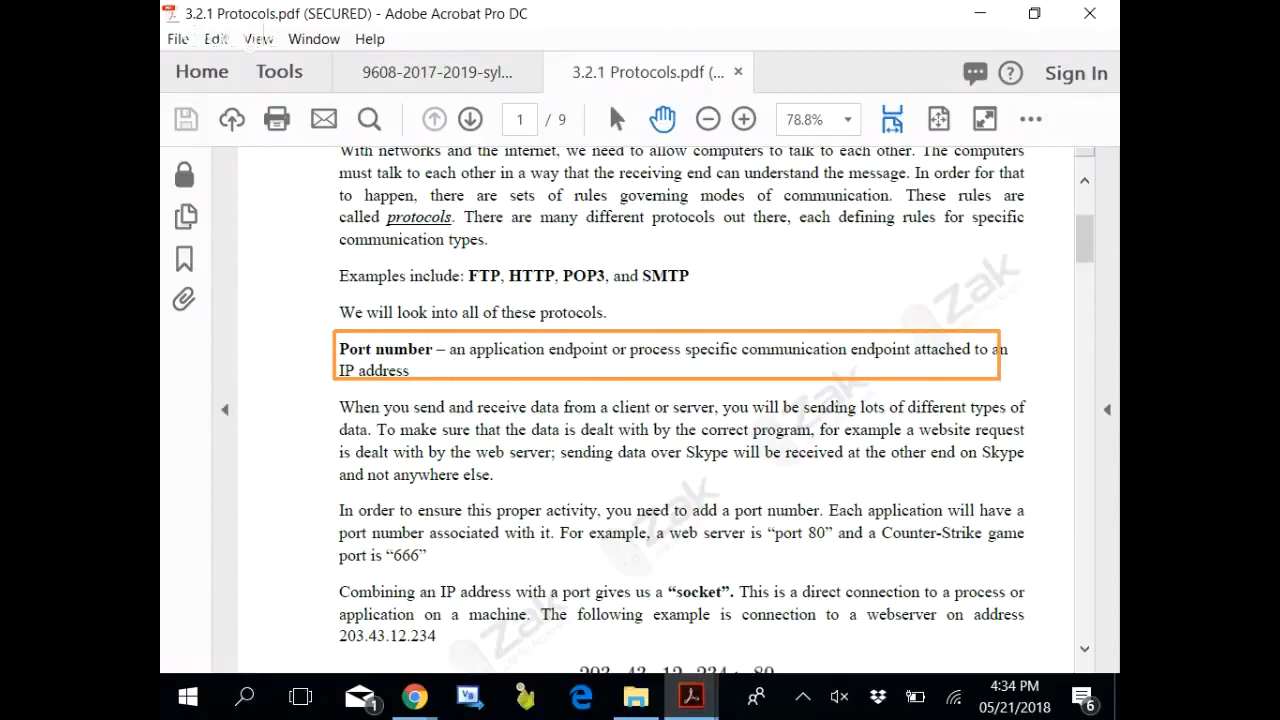 3.2.1 Protocols.pdf (SECURED) - Adobe Acrobat Pro DC
File Edit View Window Help
Home Tools 9608-2017-2019-syl... 3.2.1 Protocols.pdf (... × Sign In
1 / 9 78.8%
With networks and the internet, we need to allow computers to talk to each other. The computers
must talk to each other in a way that the receiving end can understand the message. In order for that
to happen, there are sets of rules governing modes of communication. These rules are
called protocols. There are many different protocols out there, each defining rules for specific
communication types.
Examples include: FTP, HTTP, POP3, and SMTP
We will look into all of these protocols.
Port number – an application endpoint or process specific communication endpoint attached to an
IP address
When you send and receive data from a client or server, you will be sending lots of different types of
data. To make sure that the data is dealt with by the correct program, for example a website request
is dealt with by the web server; sending data over Skype will be received at the other end on Skype
and not anywhere else.
In order to ensure this proper activity, you need to add a port number. Each application will have a
port number associated with it. For example, a web server is “port 80” and a Counter-Strike game
port is “666”
Combining an IP address with a port gives us a “socket”. This is a direct connection to a process or
application on a machine. The following example is connection to a webserver on address
203.43.12.234
203 . 43 . 12 . 234 : 80
Zak
Zak
Zak
Zak
1 VB 4:34 PM
05/21/2018 6